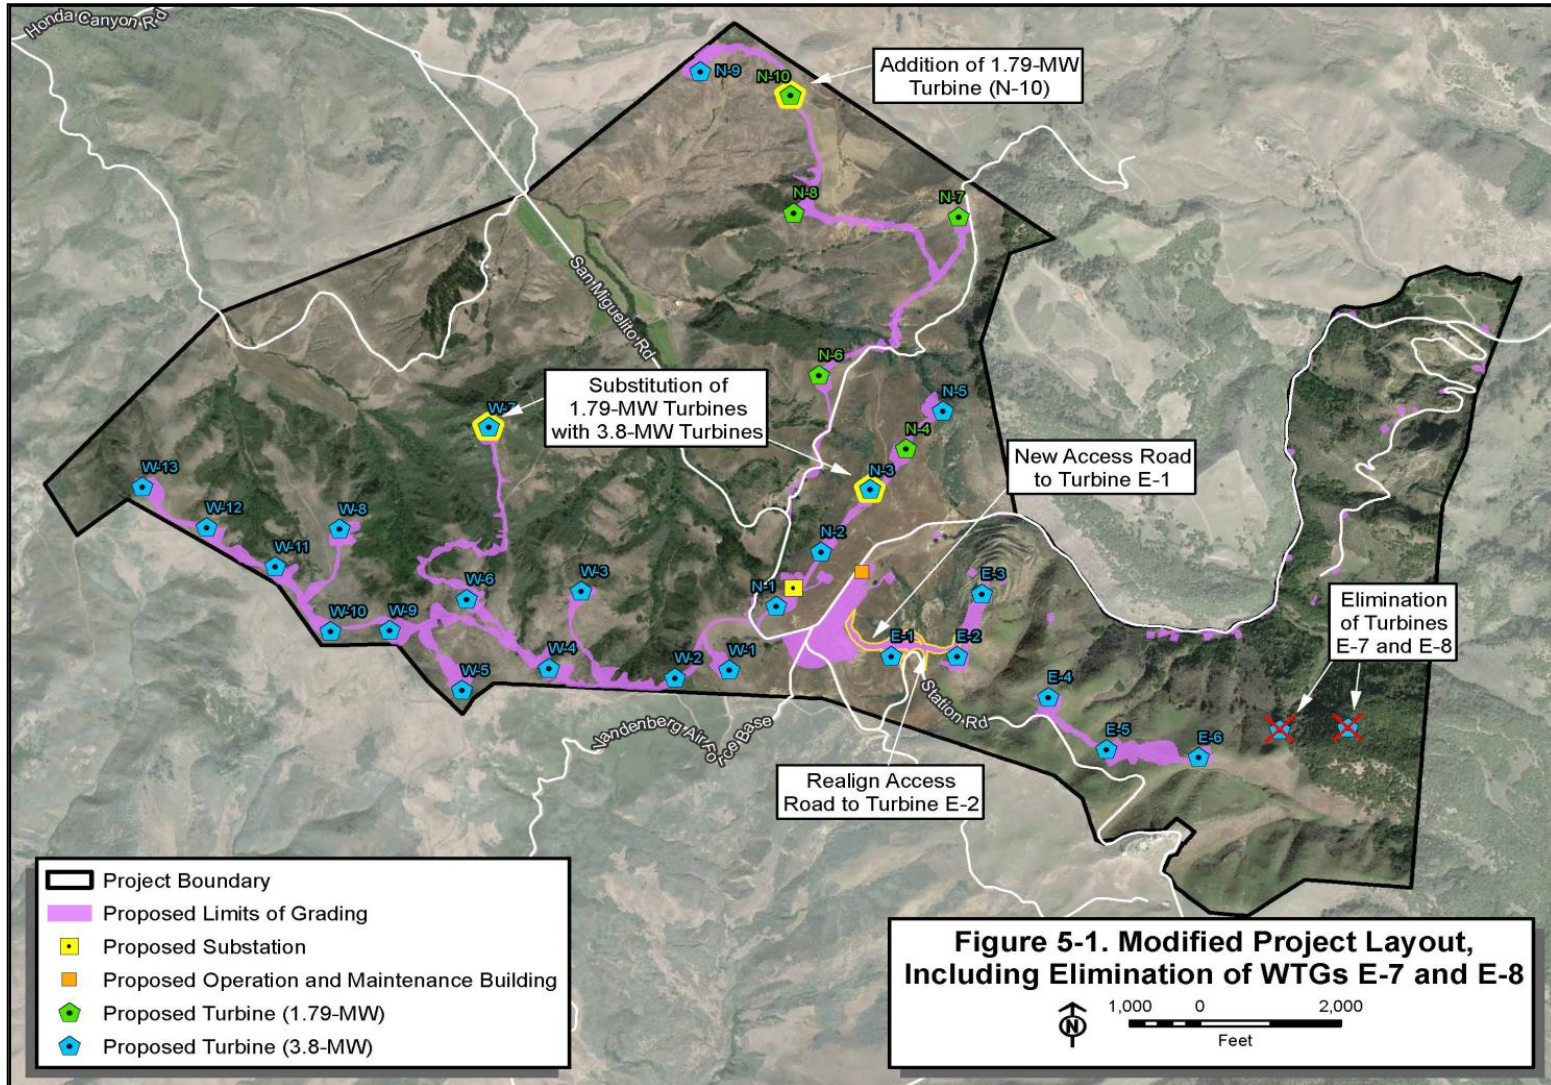 Honda Canyon Rd
N-9
N-10
Addition of 1.79-MW
Turbine (N-10)
N-8
N-7
San Miguelito Rd
N-6
Substitution of
1.79-MW Turbines
with 3.8-MW Turbines
W-7
N-5
N-4
N-3
New Access Road
to Turbine E-1
W-13
W-12
W-8
N-2
W-11
W-6
W-3
N-1
E-3
Elimination
of Turbines
E-7 and E-8
W-10
W-9
W-4
W-2
W-1
E-1
E-2
W-5
Station Rd
E-4
Vandenberg Air Force Base
E-5
E-6
Realign Access
Road to Turbine E-2
Project Boundary
Proposed Limits of Grading
Proposed Substation
Proposed Operation and Maintenance Building
Proposed Turbine (1.79-MW)
Proposed Turbine (3.8-MW)
Figure 5-1. Modified Project Layout,
Including Elimination of WTGs E-7 and E-8
N
1,000 0 2,000
Feet